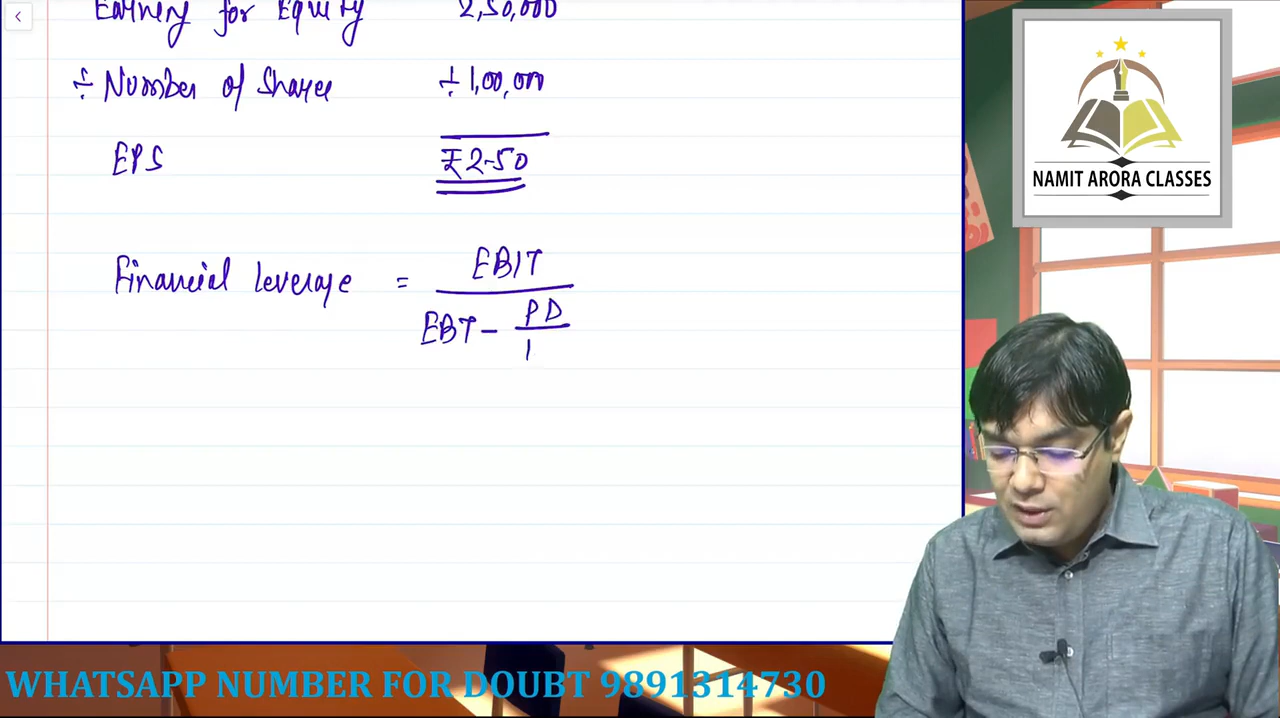 Earning for Equity 2,50,000
÷ Number of Shares ÷ 1,00,000
EPS ₹2.50
Financial leverage = EBIT
EBT - PD
1
NAMIT ARORA CLASSES
WHATSAPP NUMBER FOR DOUBT 9891314730